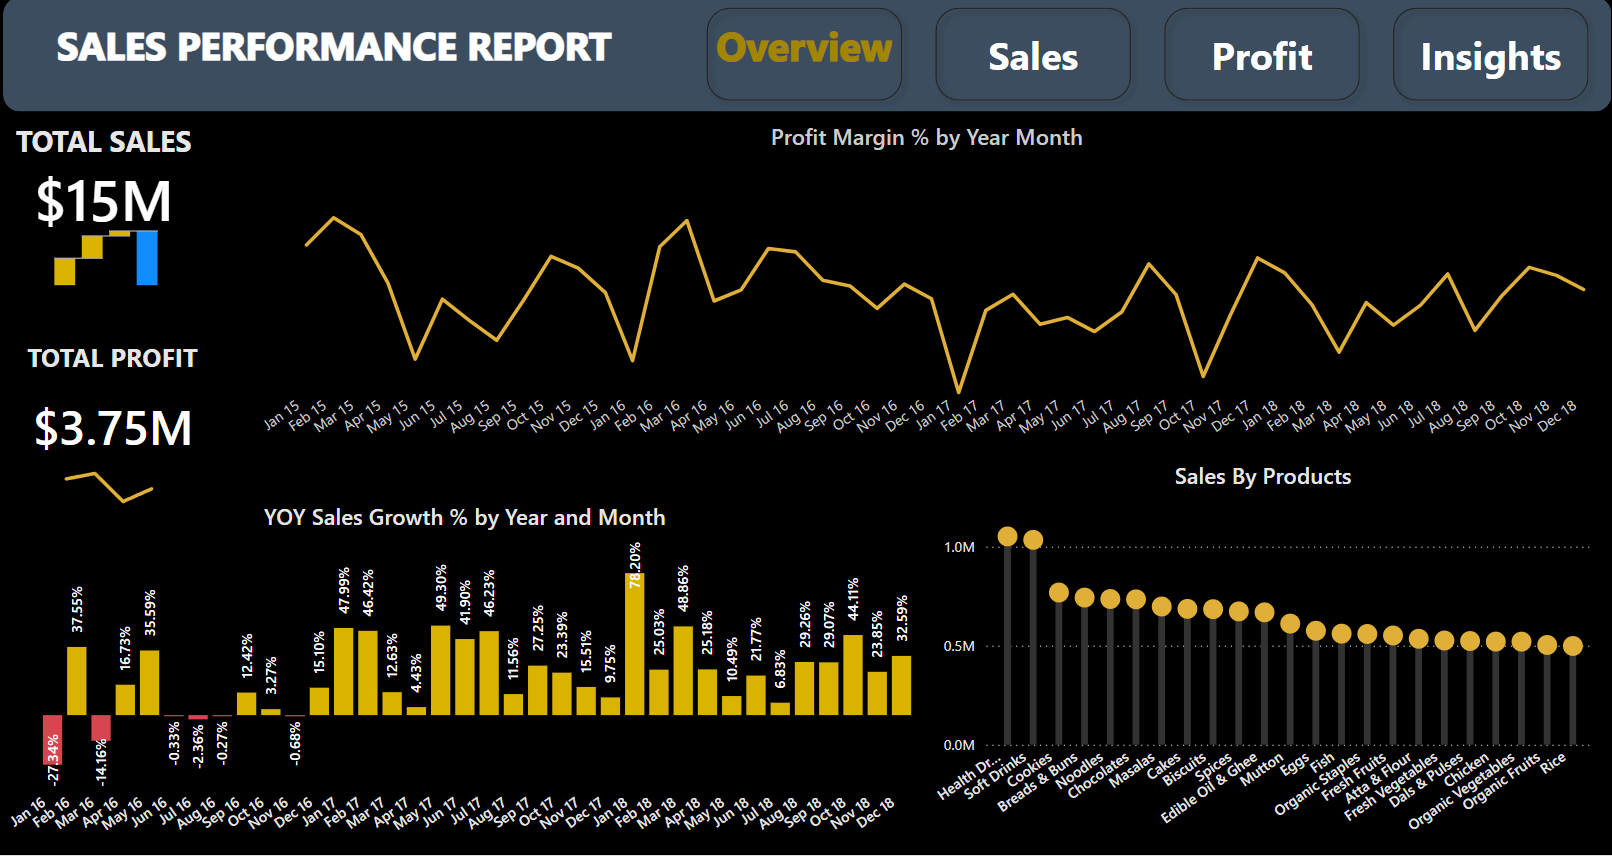 SALES PERFORMANCE REPORT
Overview
Sales
Profit
Insights
TOTAL SALES
$15M
TOTAL PROFIT
$3.75M
Profit Margin % by Year Month
Jan 15
Feb 15
Mar 15
Apr 15
May 15
Jun 15
Jul 15
Aug 15
Sep 15
Oct 15
Nov 15
Dec 15
Jan 16
Feb 16
Mar 16
Apr 16
May 16
Jun 16
Jul 16
Aug 16
Sep 16
Oct 16
Nov 16
Dec 16
Jan 17
Feb 17
Mar 17
Apr 17
May 17
Jun 17
Jul 17
Aug 17
Sep 17
Oct 17
Nov 17
Dec 17
Jan 18
Feb 18
Mar 18
Apr 18
May 18
Jun 18
Jul 18
Aug 18
Sep 18
Oct 18
Nov 18
Dec 18
YOY Sales Growth % by Year and Month
-27.34%
37.55%
-14.16%
16.73%
35.59%
-0.33%
-2.36%
-0.27%
12.42%
3.27%
-0.68%
15.10%
47.99%
46.42%
12.63%
4.43%
49.30%
41.90%
46.23%
11.56%
27.25%
23.39%
15.51%
9.75%
78.20%
25.03%
48.86%
25.18%
10.49%
21.77%
6.83%
29.26%
29.07%
44.11%
23.85%
32.59%
Jan 16
Feb 16
Mar 16
Apr 16
May 16
Jun 16
Jul 16
Aug 16
Sep 16
Oct 16
Nov 16
Dec 16
Jan 17
Feb 17
Mar 17
Apr 17
May 17
Jun 17
Jul 17
Aug 17
Sep 17
Oct 17
Nov 17
Dec 17
Jan 18
Feb 18
Mar 18
Apr 18
May 18
Jun 18
Jul 18
Aug 18
Sep 18
Oct 18
Nov 18
Dec 18
Sales By Products
1.0M
0.5M
0.0M
Health Dr...
Soft Drinks
Cookies
Breads & Buns
Noodles
Chocolates
Masalas
Cakes
Biscuits
Spices
Edible Oil & Ghee
Mutton
Eggs
Fish
Organic Staples
Fresh Fruits
Atta & Flour
Fresh Vegetables
Dals & Pulses
Chicken
Organic Vegetables
Organic Fruits
Rice